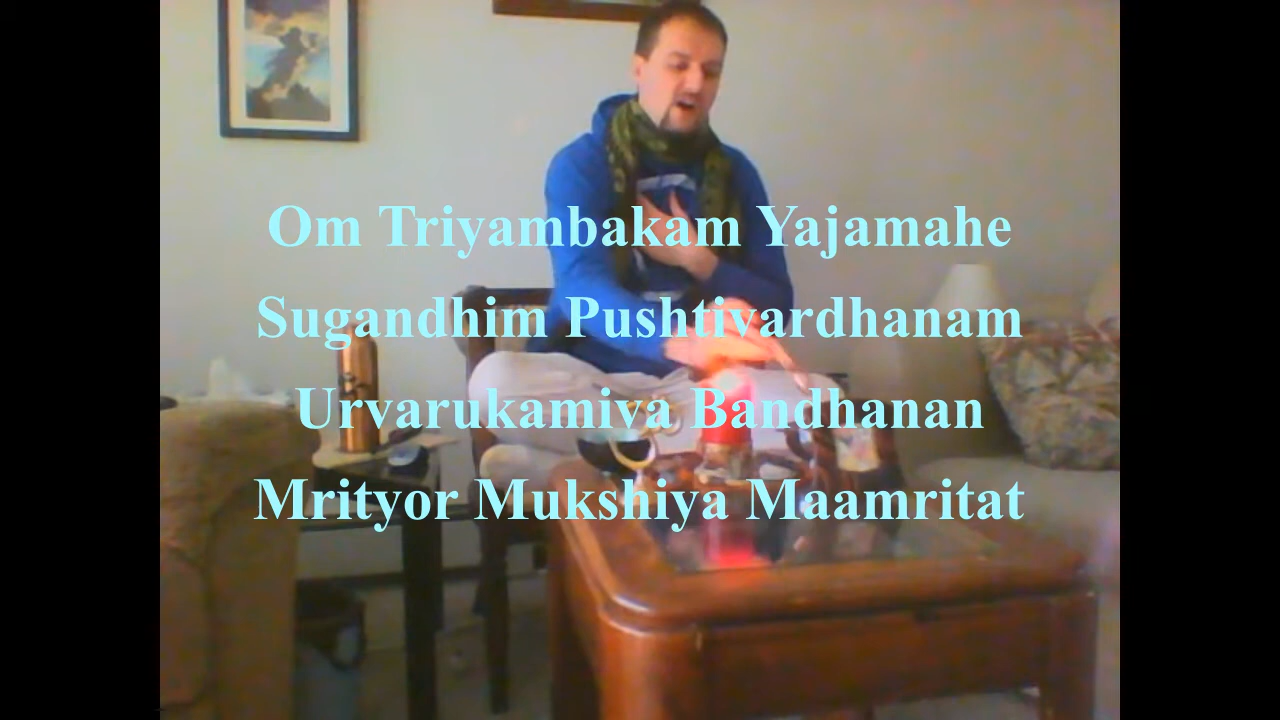 Om Triyambakam Yajamahe
Sugandhim Pushtivardhanam
Urvarukamiva Bandhanan
Mrityor Mukshiya Maamritat